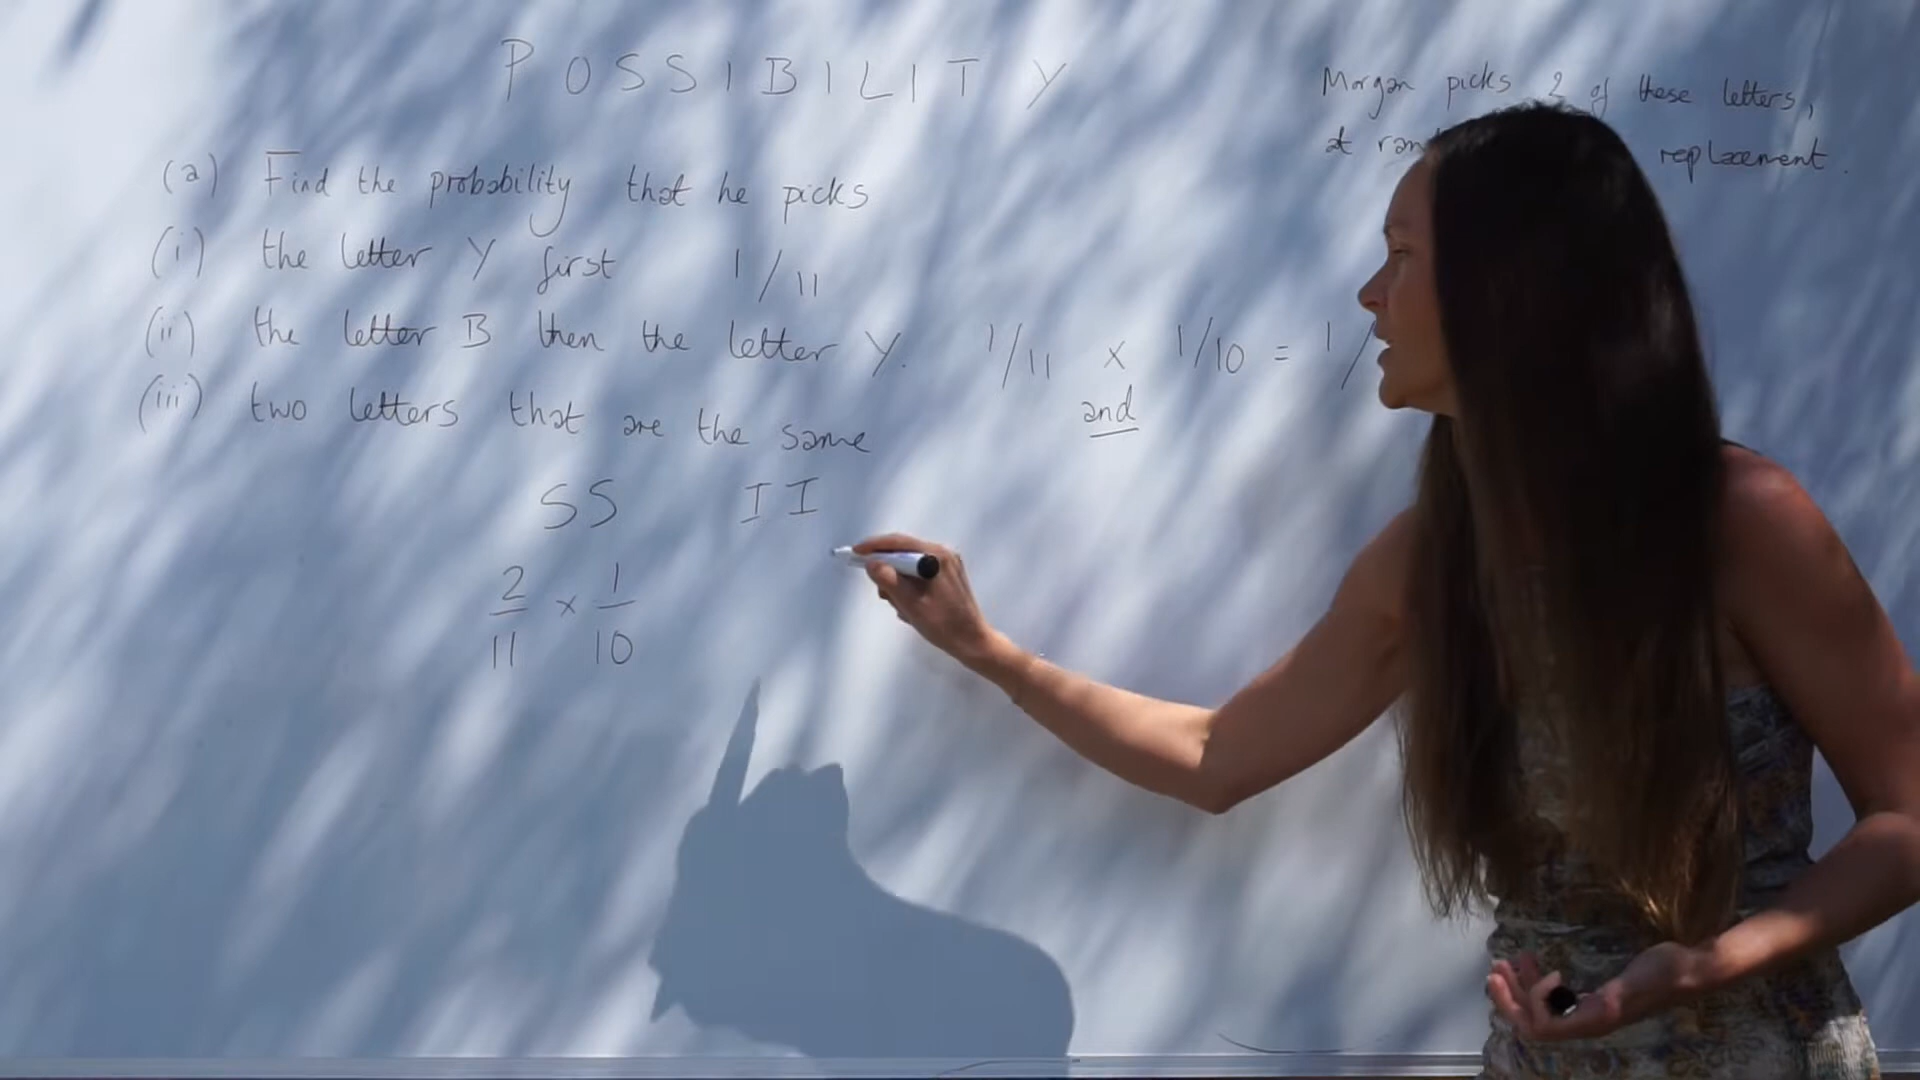 POSSIBILITY
Morgan picks 2 of these letters,
at replacement.
(a) Find the probability that he picks
(i) the letter Y first 1/11
(ii) the letter B then the letter Y. 1/11 x 1/10 = 1/
and
(iii) two letters that are the same
SS II
2/11 x 1/10